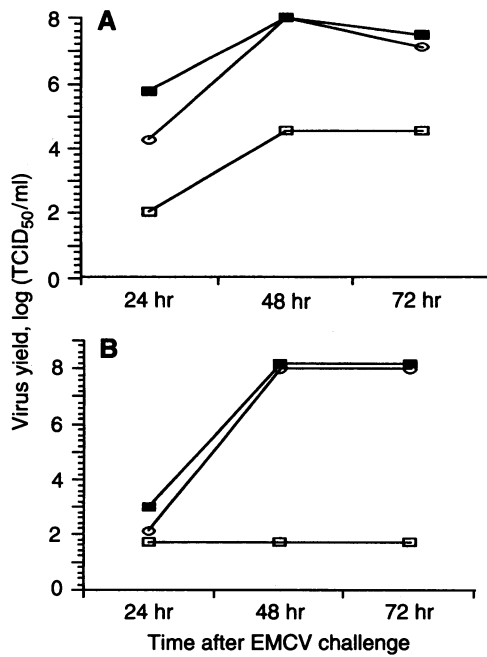 A
8
6
4
2
0
24 hr 48 hr 72 hr
Virus yield, log (TCID50/ml)
B
8
6
4
2
0
24 hr 48 hr 72 hr
Time after EMCV challenge